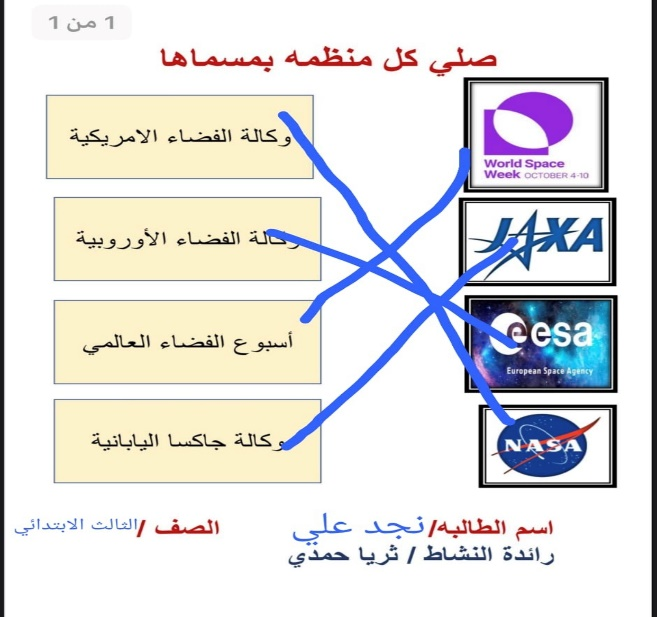 1 من 1
صلي كل منظمه بمسماها
World Space
Week OCTOBER 4-10
وكالة الفضاء الامريكية
JAXA
وكالة الفضاء الأوروبية
esa
European Space Agency
أسبوع الفضاء العالمي
NASA
وكالة جاكسا اليابانية
اسم الطالبه/ نجد علي الصف /الثالث الابتدائي
رائدة النشاط / ثريا حمدي